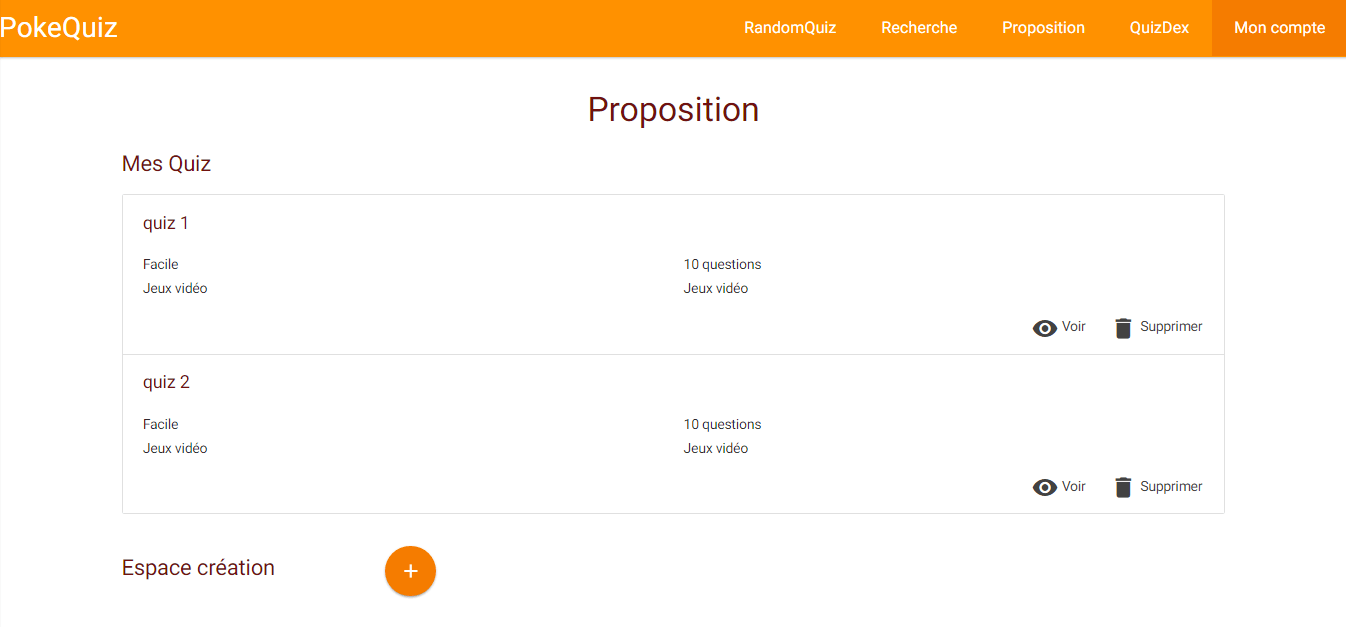 PokeQuiz RandomQuiz Recherche Proposition QuizDex Mon compte
Proposition
Mes Quiz
quiz 1
Facile 10 questions
Jeux vidéo Jeux vidéo
Voir Supprimer
quiz 2
Facile 10 questions
Jeux vidéo Jeux vidéo
Voir Supprimer
Espace création +